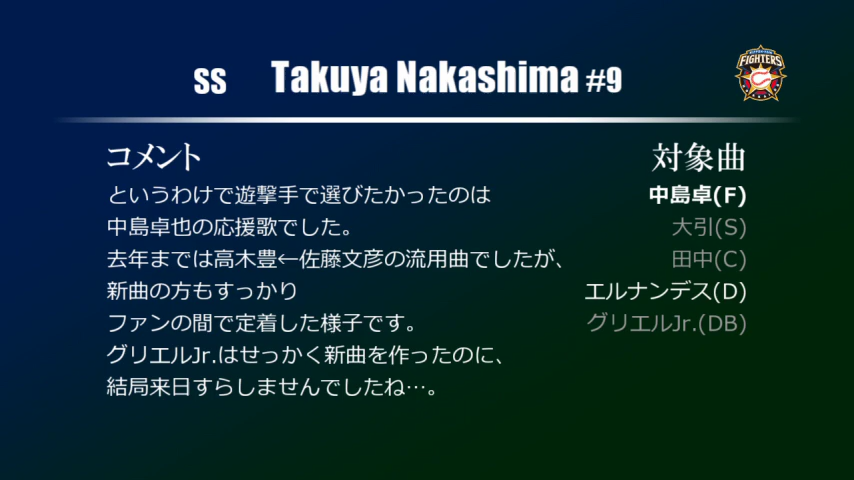 SS Takuya Nakashima #9
FIGHTERS
コメント
というわけで遊撃手で選びたかったのは
中島卓也の応援歌でした。
去年までは高木豊←佐藤文彦の流用曲でしたが、
新曲の方もすっかり
ファンの間で定着した様子です。
グリエルJr.はせっかく新曲を作ったのに、
結局来日すらしませんでしたね…。
対象曲
中島卓(F)
大引(S)
田中(C)
エルナンデス(D)
グリエルJr.(DB)